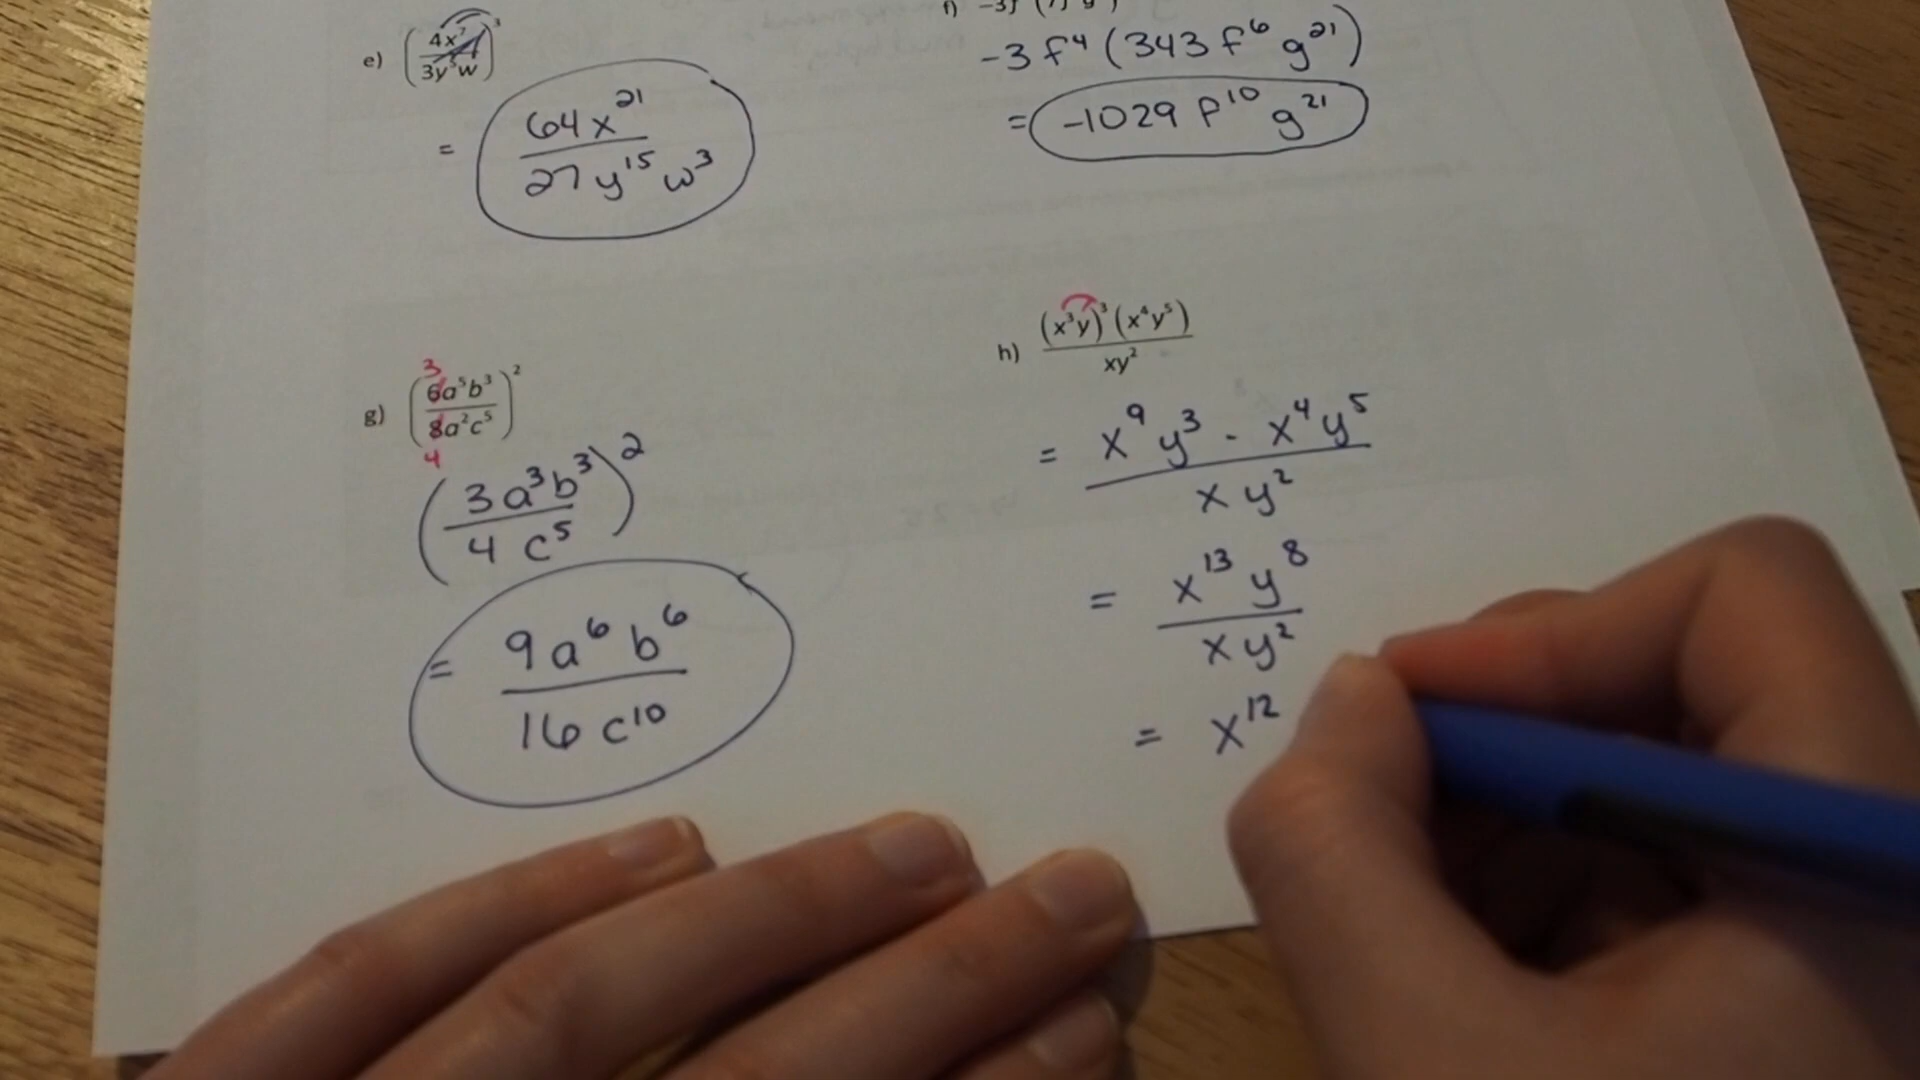 e) (4x⁷ / 3y⁵w)³
= 64x²¹ / 27y¹⁵w³
f)
-3f⁴(343f⁶g²¹)
= -1029f¹⁰g²¹
g) (6a⁵b³ / 8a²c⁵)²
3
4
(3a³b³ / 4c⁵)²
= 9a⁶b⁶ / 16c¹⁰
h) (x³y)³(x⁴y⁵) / xy²
= x⁹y³ · x⁴y⁵ / xy²
= x¹³y⁸ / xy²
= x¹²